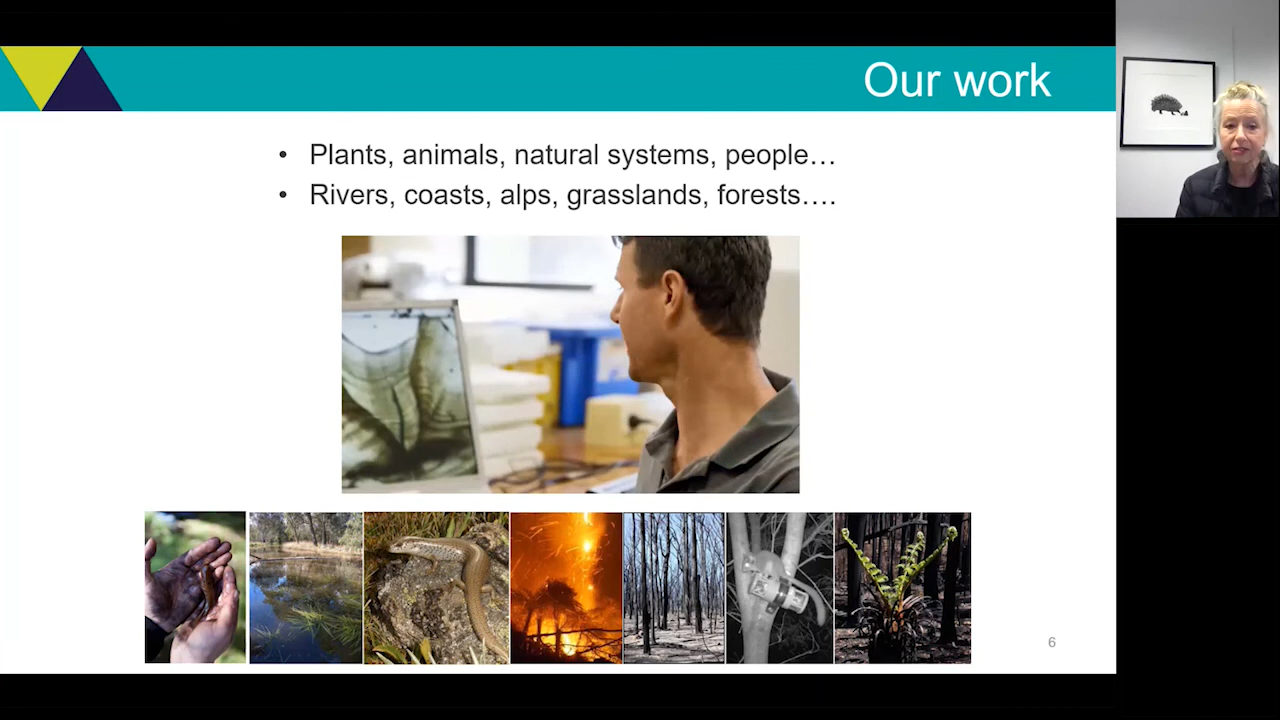 Our work
• Plants, animals, natural systems, people…
• Rivers, coasts, alps, grasslands, forests….
6